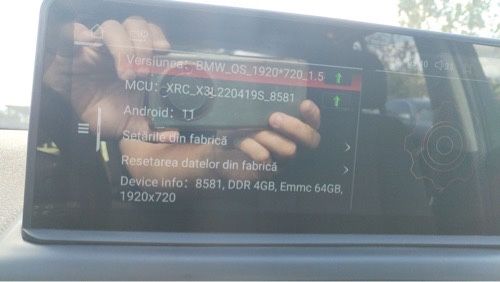 Versiunea: BMW_OS_1920*720_1.5
MCU: XRC_X3L220419S_8581
Android: 11
Setările din fabrică
Resetarea datelor din fabrică
Device info: 8581, DDR 4GB, Emmc 64GB,
1920x720